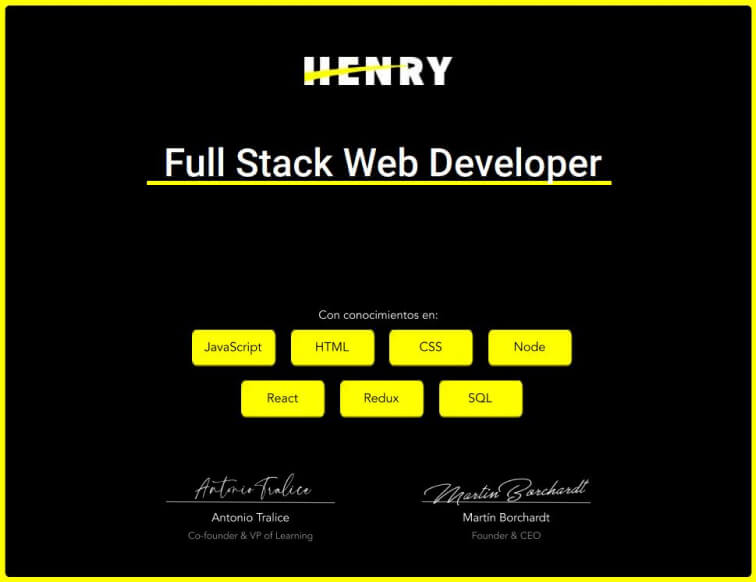 HENRY
Full Stack Web Developer
Con conocimientos en:
JavaScript HTML CSS Node
React Redux SQL
Antonio Tralice Martín Borchardt
Antonio Tralice Martín Borchardt
Co-founder & VP of Learning Founder & CEO